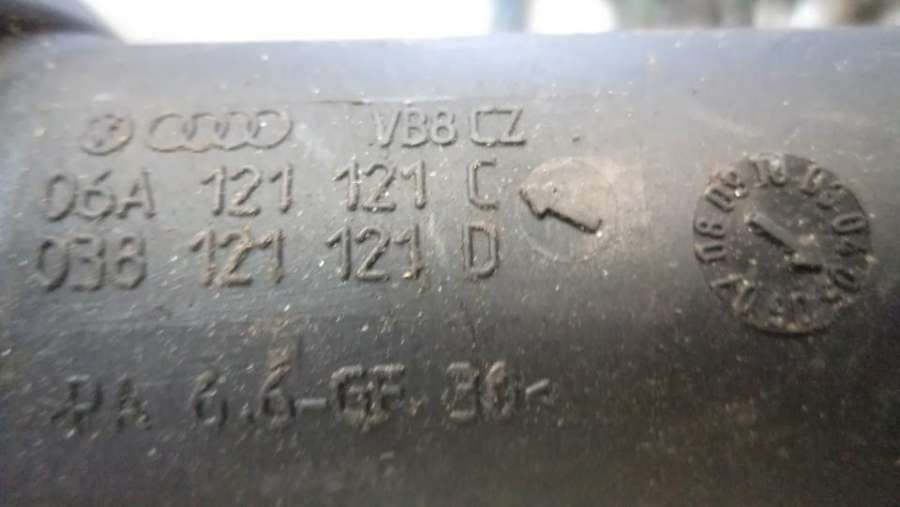 VB8 CZ
06A 121 121 C
038 121 121 D
>PA 6.6-GF 30<